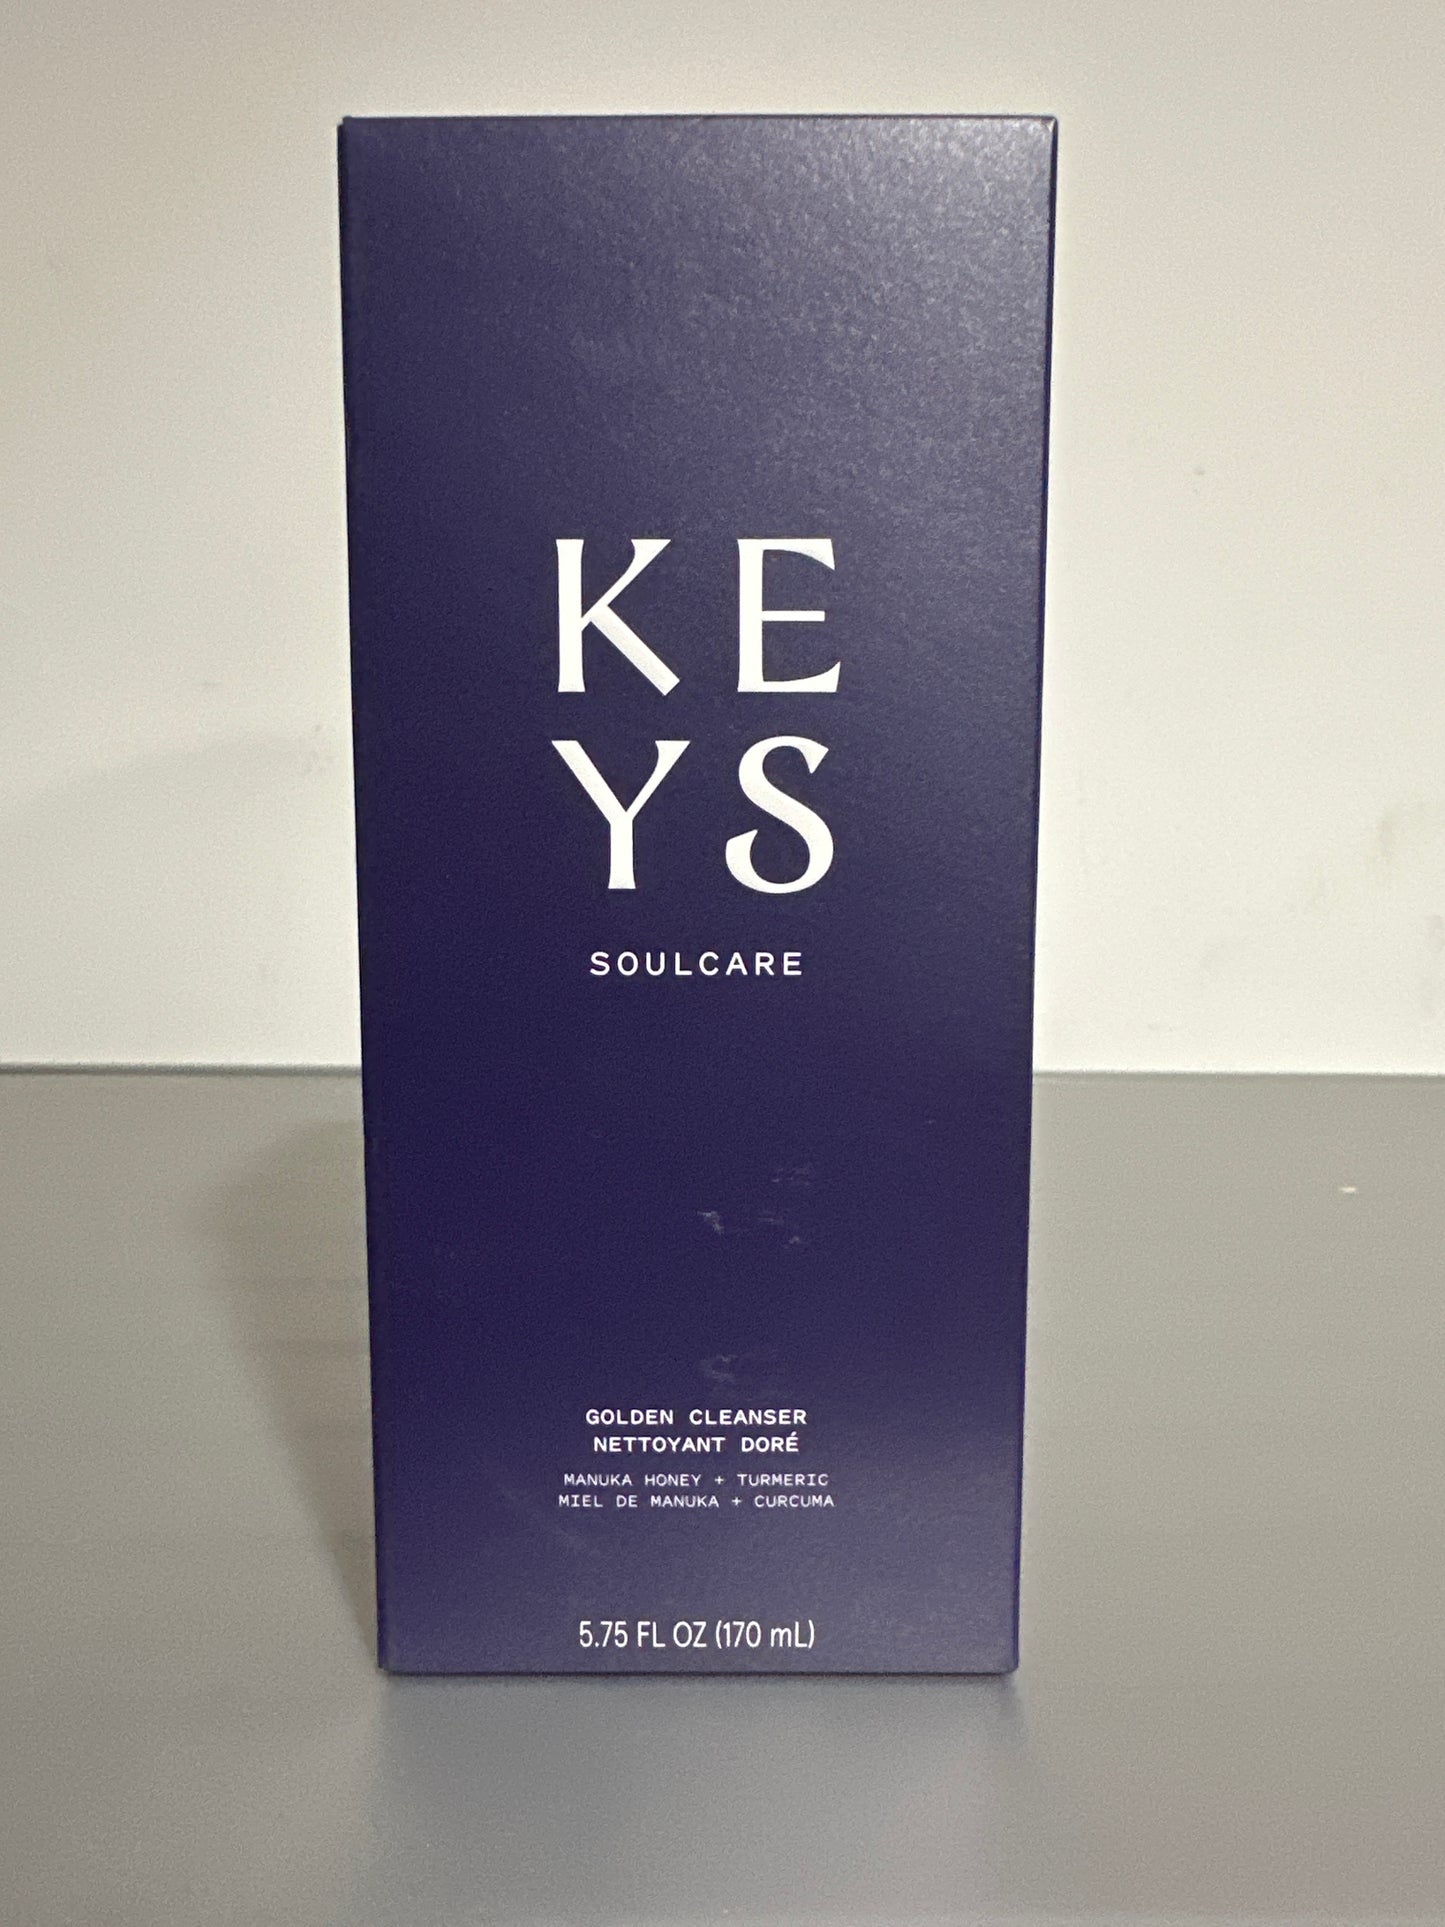 KE
YS
SOULCARE
GOLDEN CLEANSER
NETTOYANT DORÉ
MANUKA HONEY + TURMERIC
MIEL DE MANUKA + CURCUMA
5.75 FL OZ (170 mL)